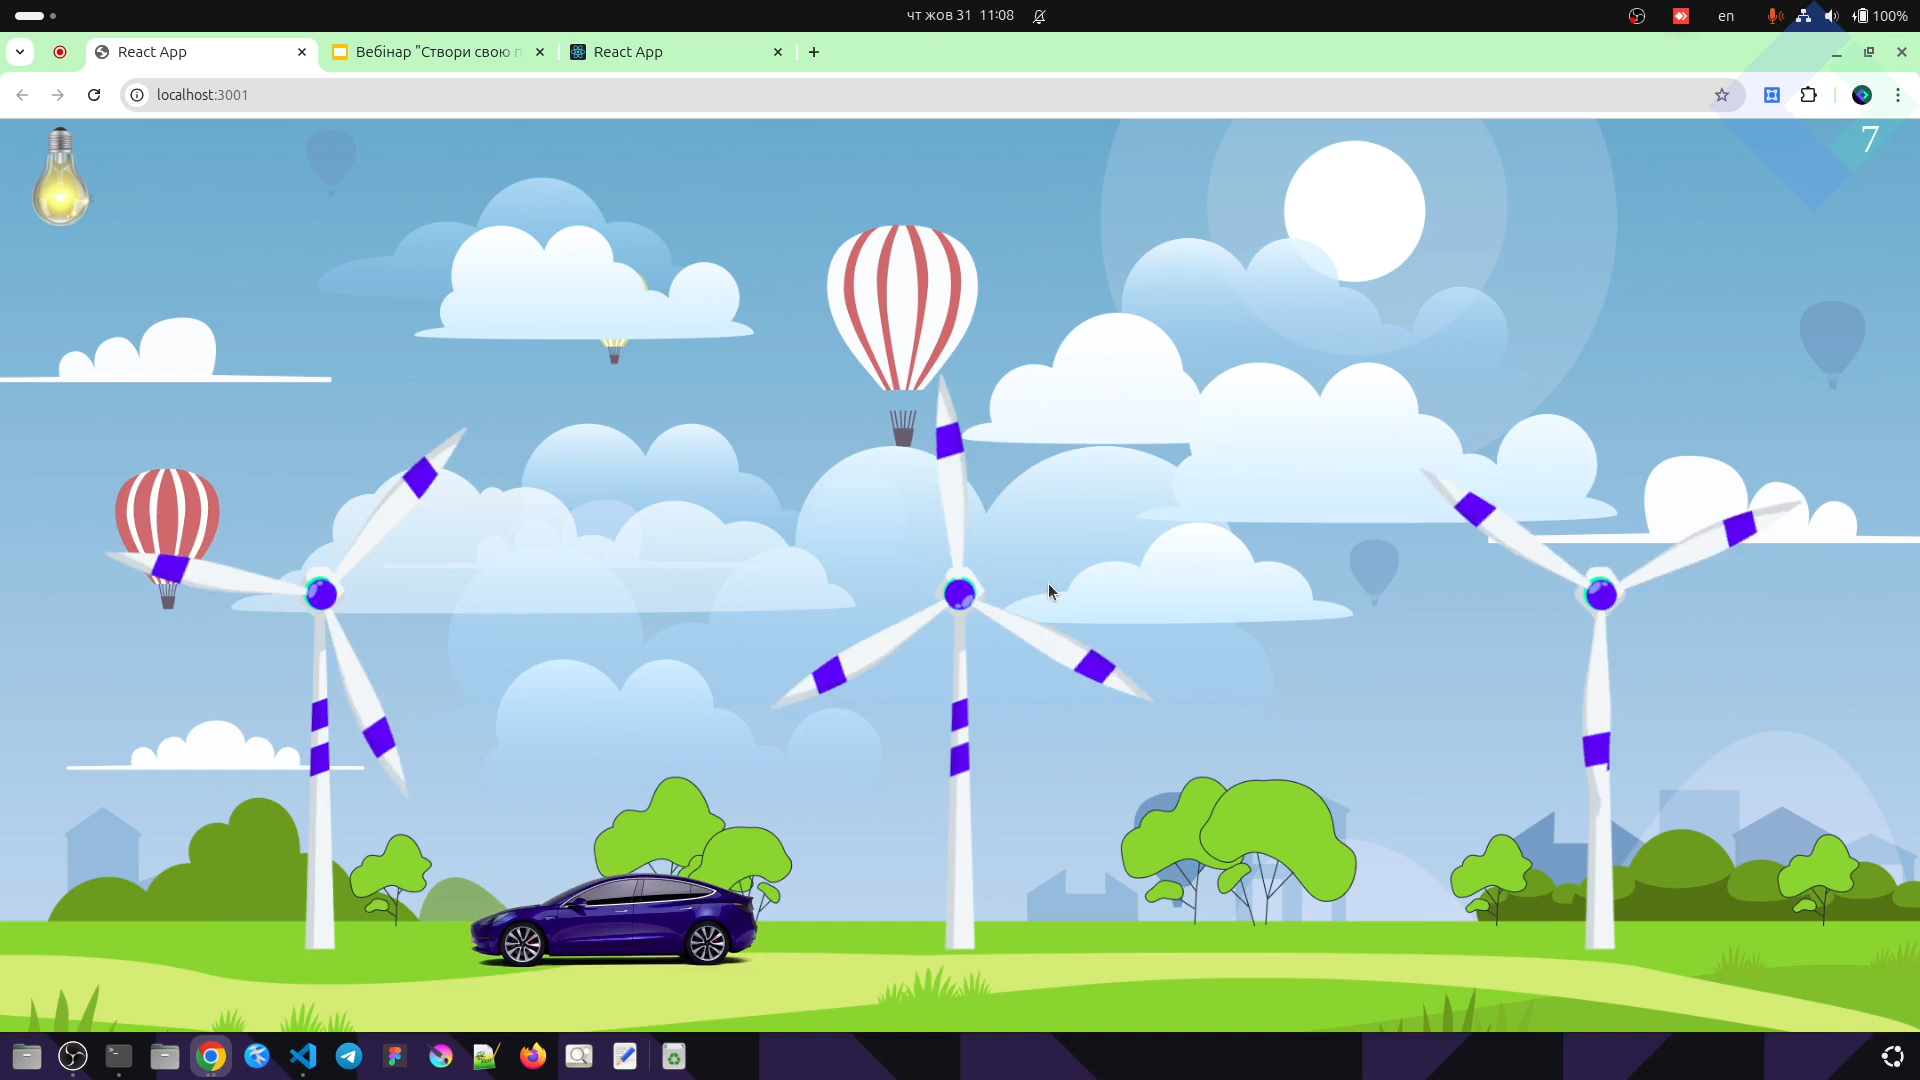 чт жов 31 11:08
en
100%
React App
Вебінар "Створи свою п
React App
localhost:3001
7